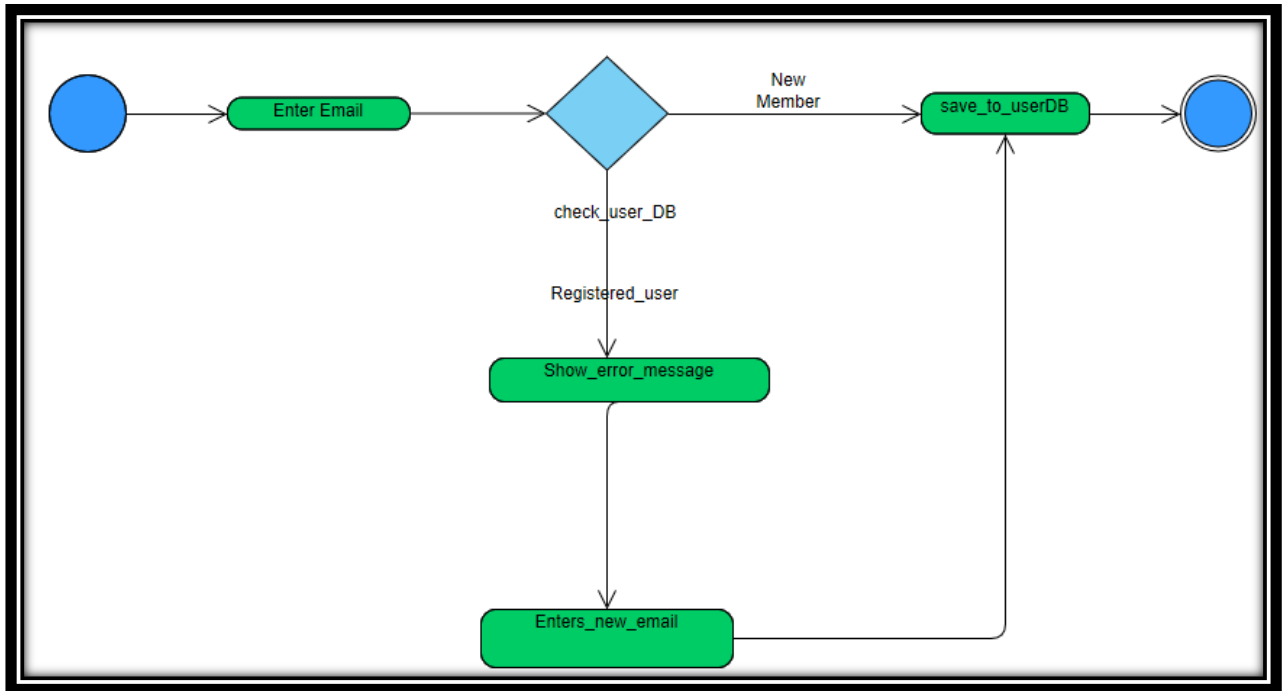 Enter Email
New
Member
save_to_userDB
check_user_DB
Registered_user
Show_error_message
Enters_new_email